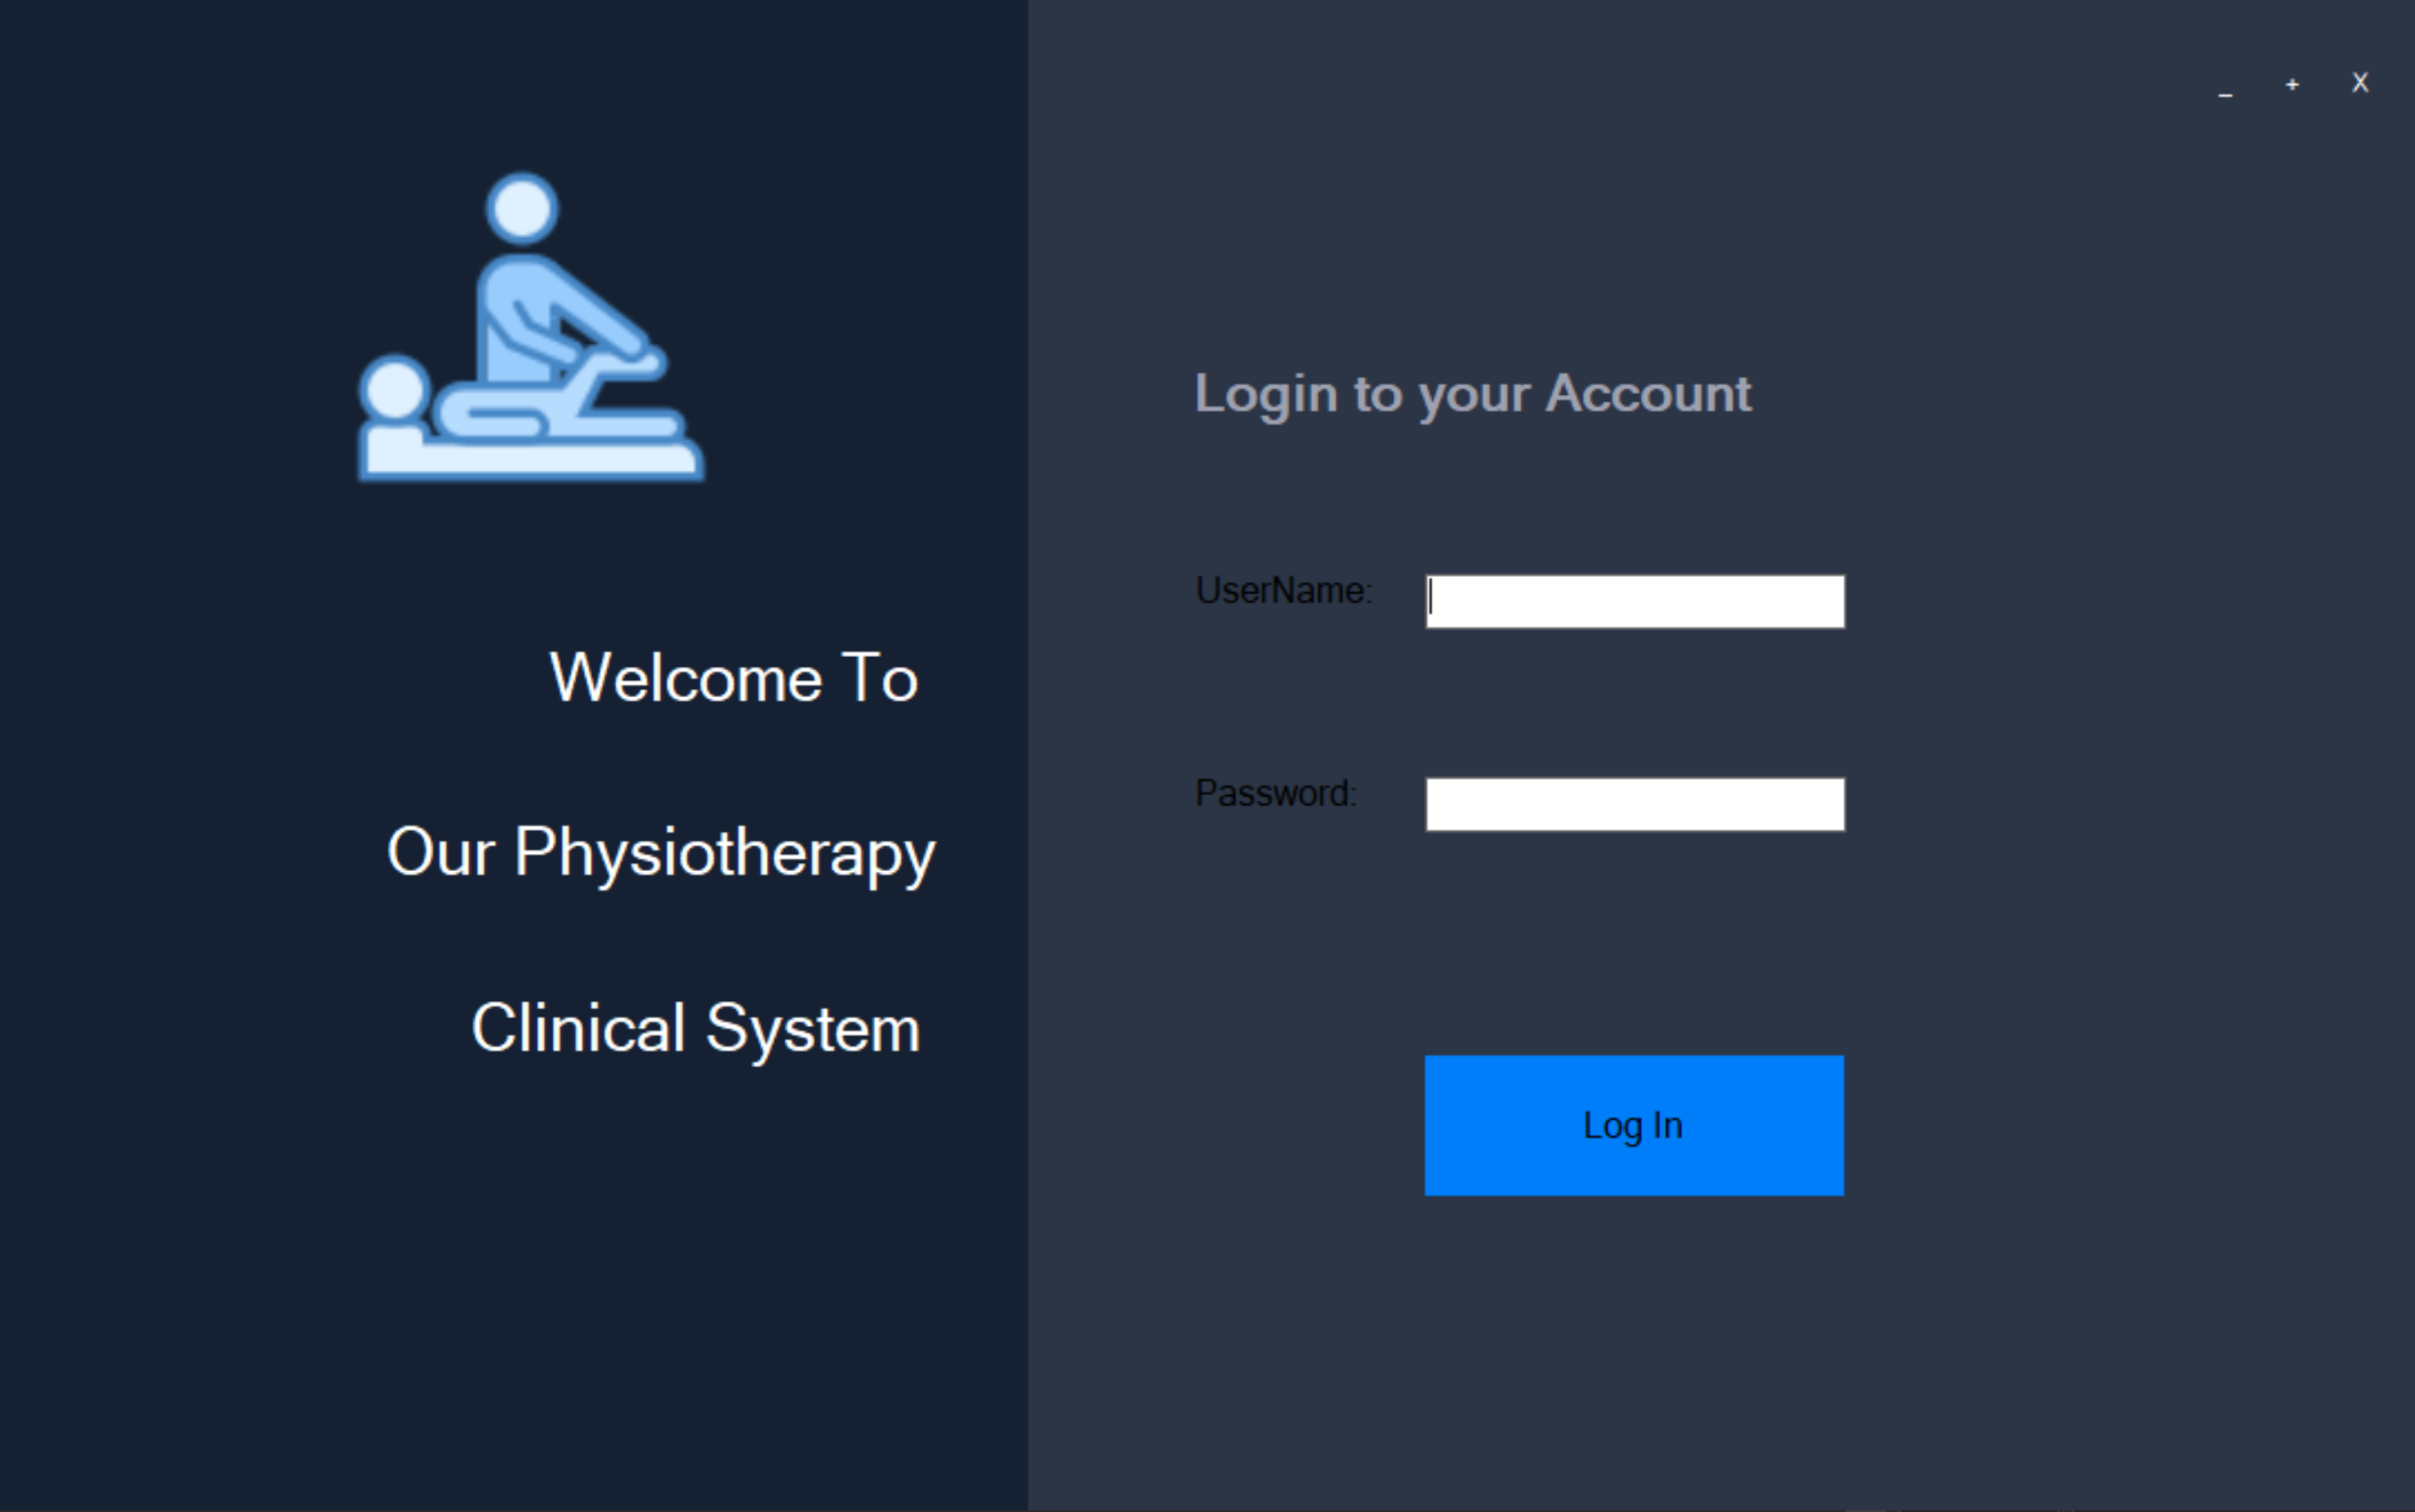 _ + X
Welcome To
Our Physiotherapy
Clinical System
Login to your Account
UserName:
Password:
Log In